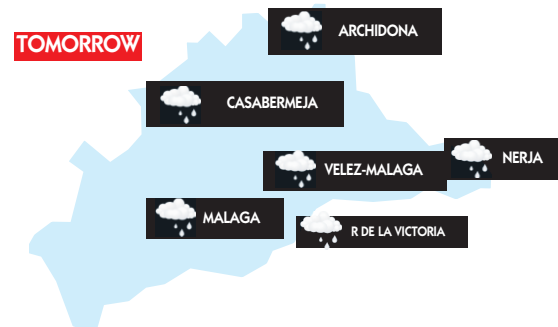 TOMORROW
ARCHIDONA
CASABERMEJA
NERJA
VELEZ-MALAGA
MALAGA
R DE LA VICTORIA